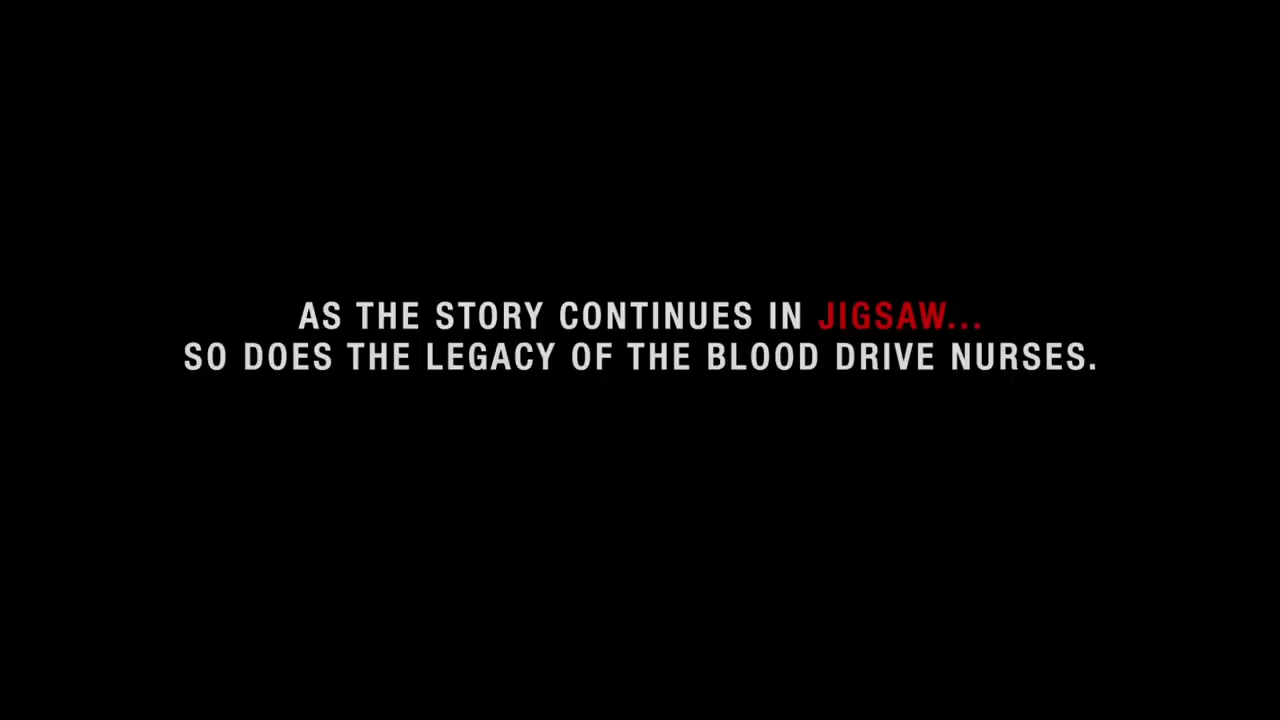 AS THE STORY CONTINUES IN JIGSAW...
SO DOES THE LEGACY OF THE BLOOD DRIVE NURSES.